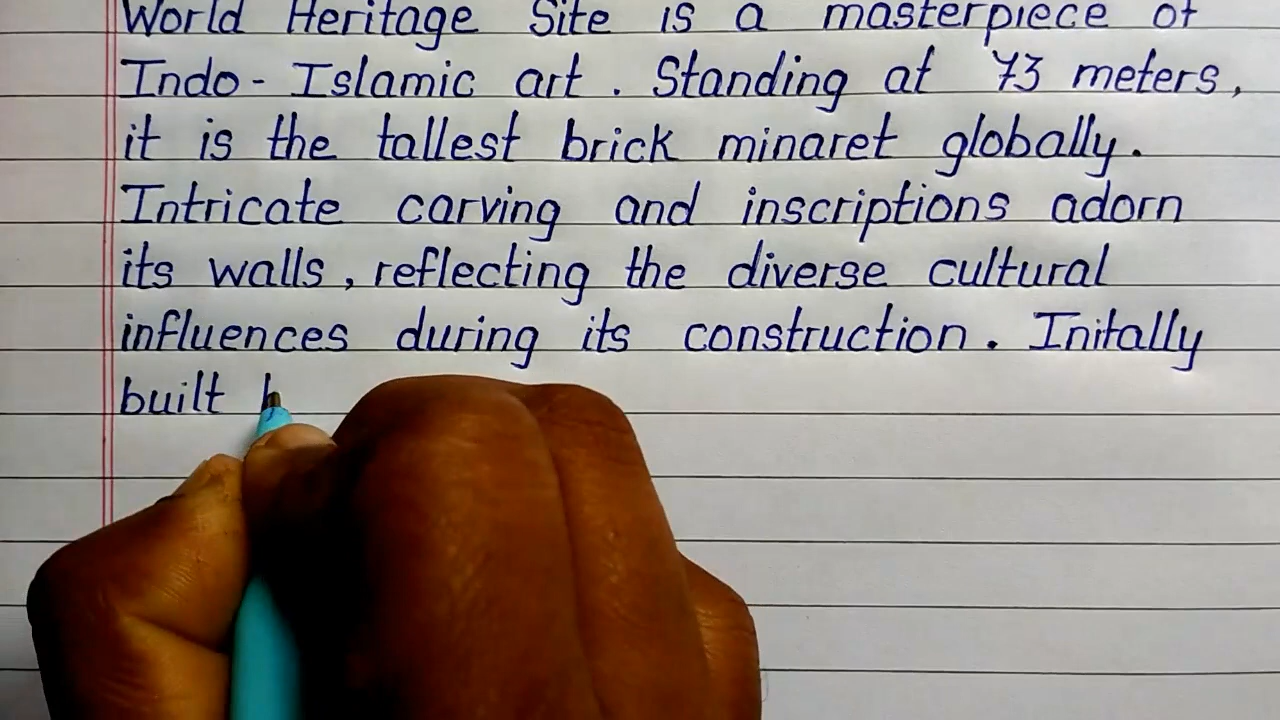 World Heritage Site is a masterpiece of
Indo - Islamic art . Standing at 73 meters ,
it is the tallest brick minaret globally .
Intricate carving and inscriptions adorn
its walls , reflecting the diverse cultural
influences during its construction . Initally
built